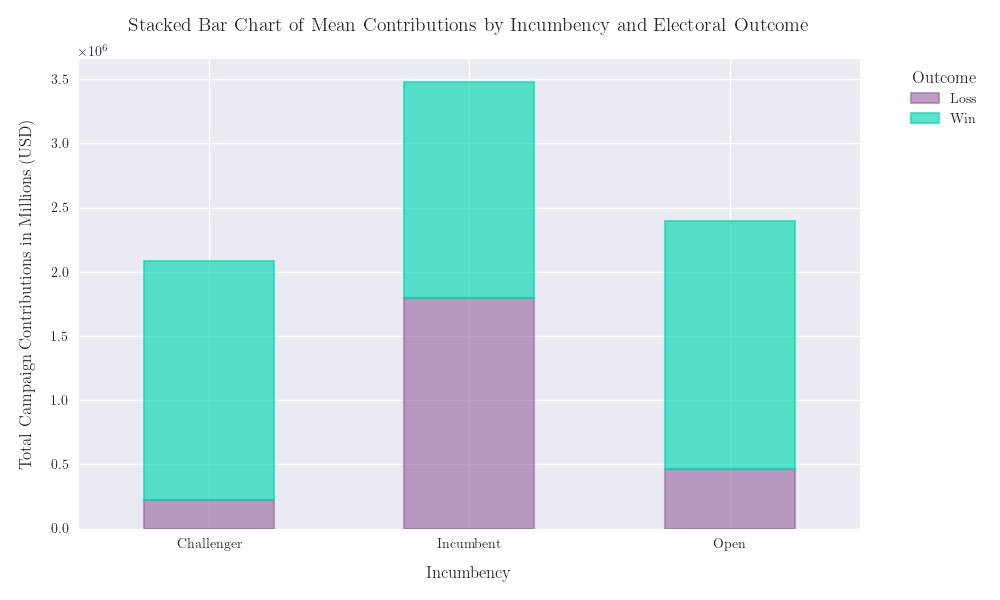 Stacked Bar Chart of Mean Contributions by Incumbency and Electoral Outcome
×10⁶
Total Campaign Contributions in Millions (USD)
3.5
3.0
2.5
2.0
1.5
1.0
0.5
0.0
Challenger
Incumbent
Open
Incumbency
Outcome
Loss
Win